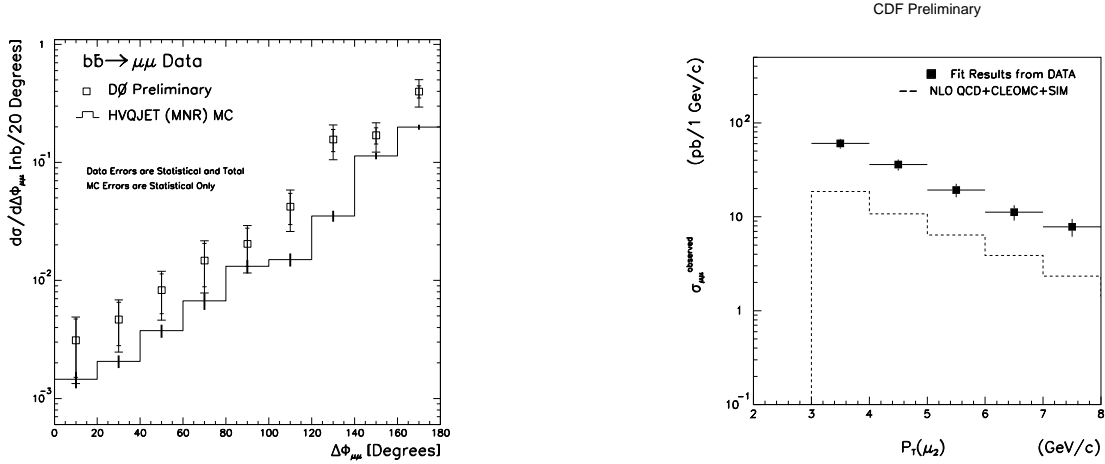 bb̄→μμ Data
DØ Preliminary
HVQJET (MNR) MC
Data Errors are Statistical and Total
MC Errors are Statistical Only
dσ/dΔΦμμ [nb/20 Degrees]
1
10⁻¹
10⁻²
10⁻³
0 20 40 60 80 100 120 140 160 180
ΔΦμμ [Degrees]
CDF Preliminary
Fit Results from DATA
NLO QCD+CLEOMC+SIM
σμμ^observed (pb/1 GeV/c)
10²
10
1
10⁻¹
2 3 4 5 6 7 8
P_T(μ₂) (GeV/c)